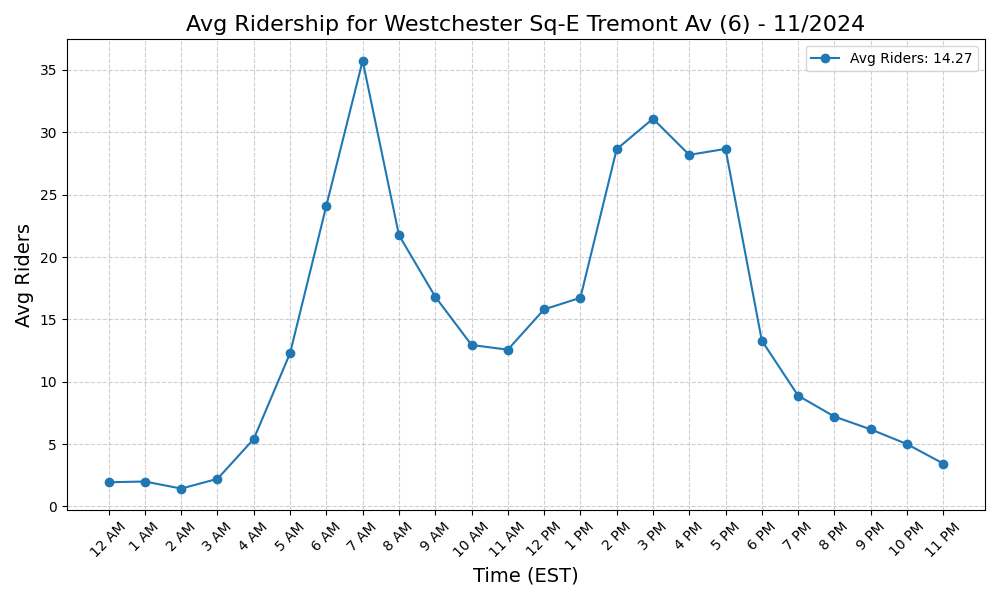 Avg Ridership for Westchester Sq-E Tremont Av (6) - 11/2024
Avg Riders: 14.27
Avg Riders
35
30
25
20
15
10
5
0
12 AM
1 AM
2 AM
3 AM
4 AM
5 AM
6 AM
7 AM
8 AM
9 AM
10 AM
11 AM
12 PM
1 PM
2 PM
3 PM
4 PM
5 PM
6 PM
7 PM
8 PM
9 PM
10 PM
11 PM
Time (EST)